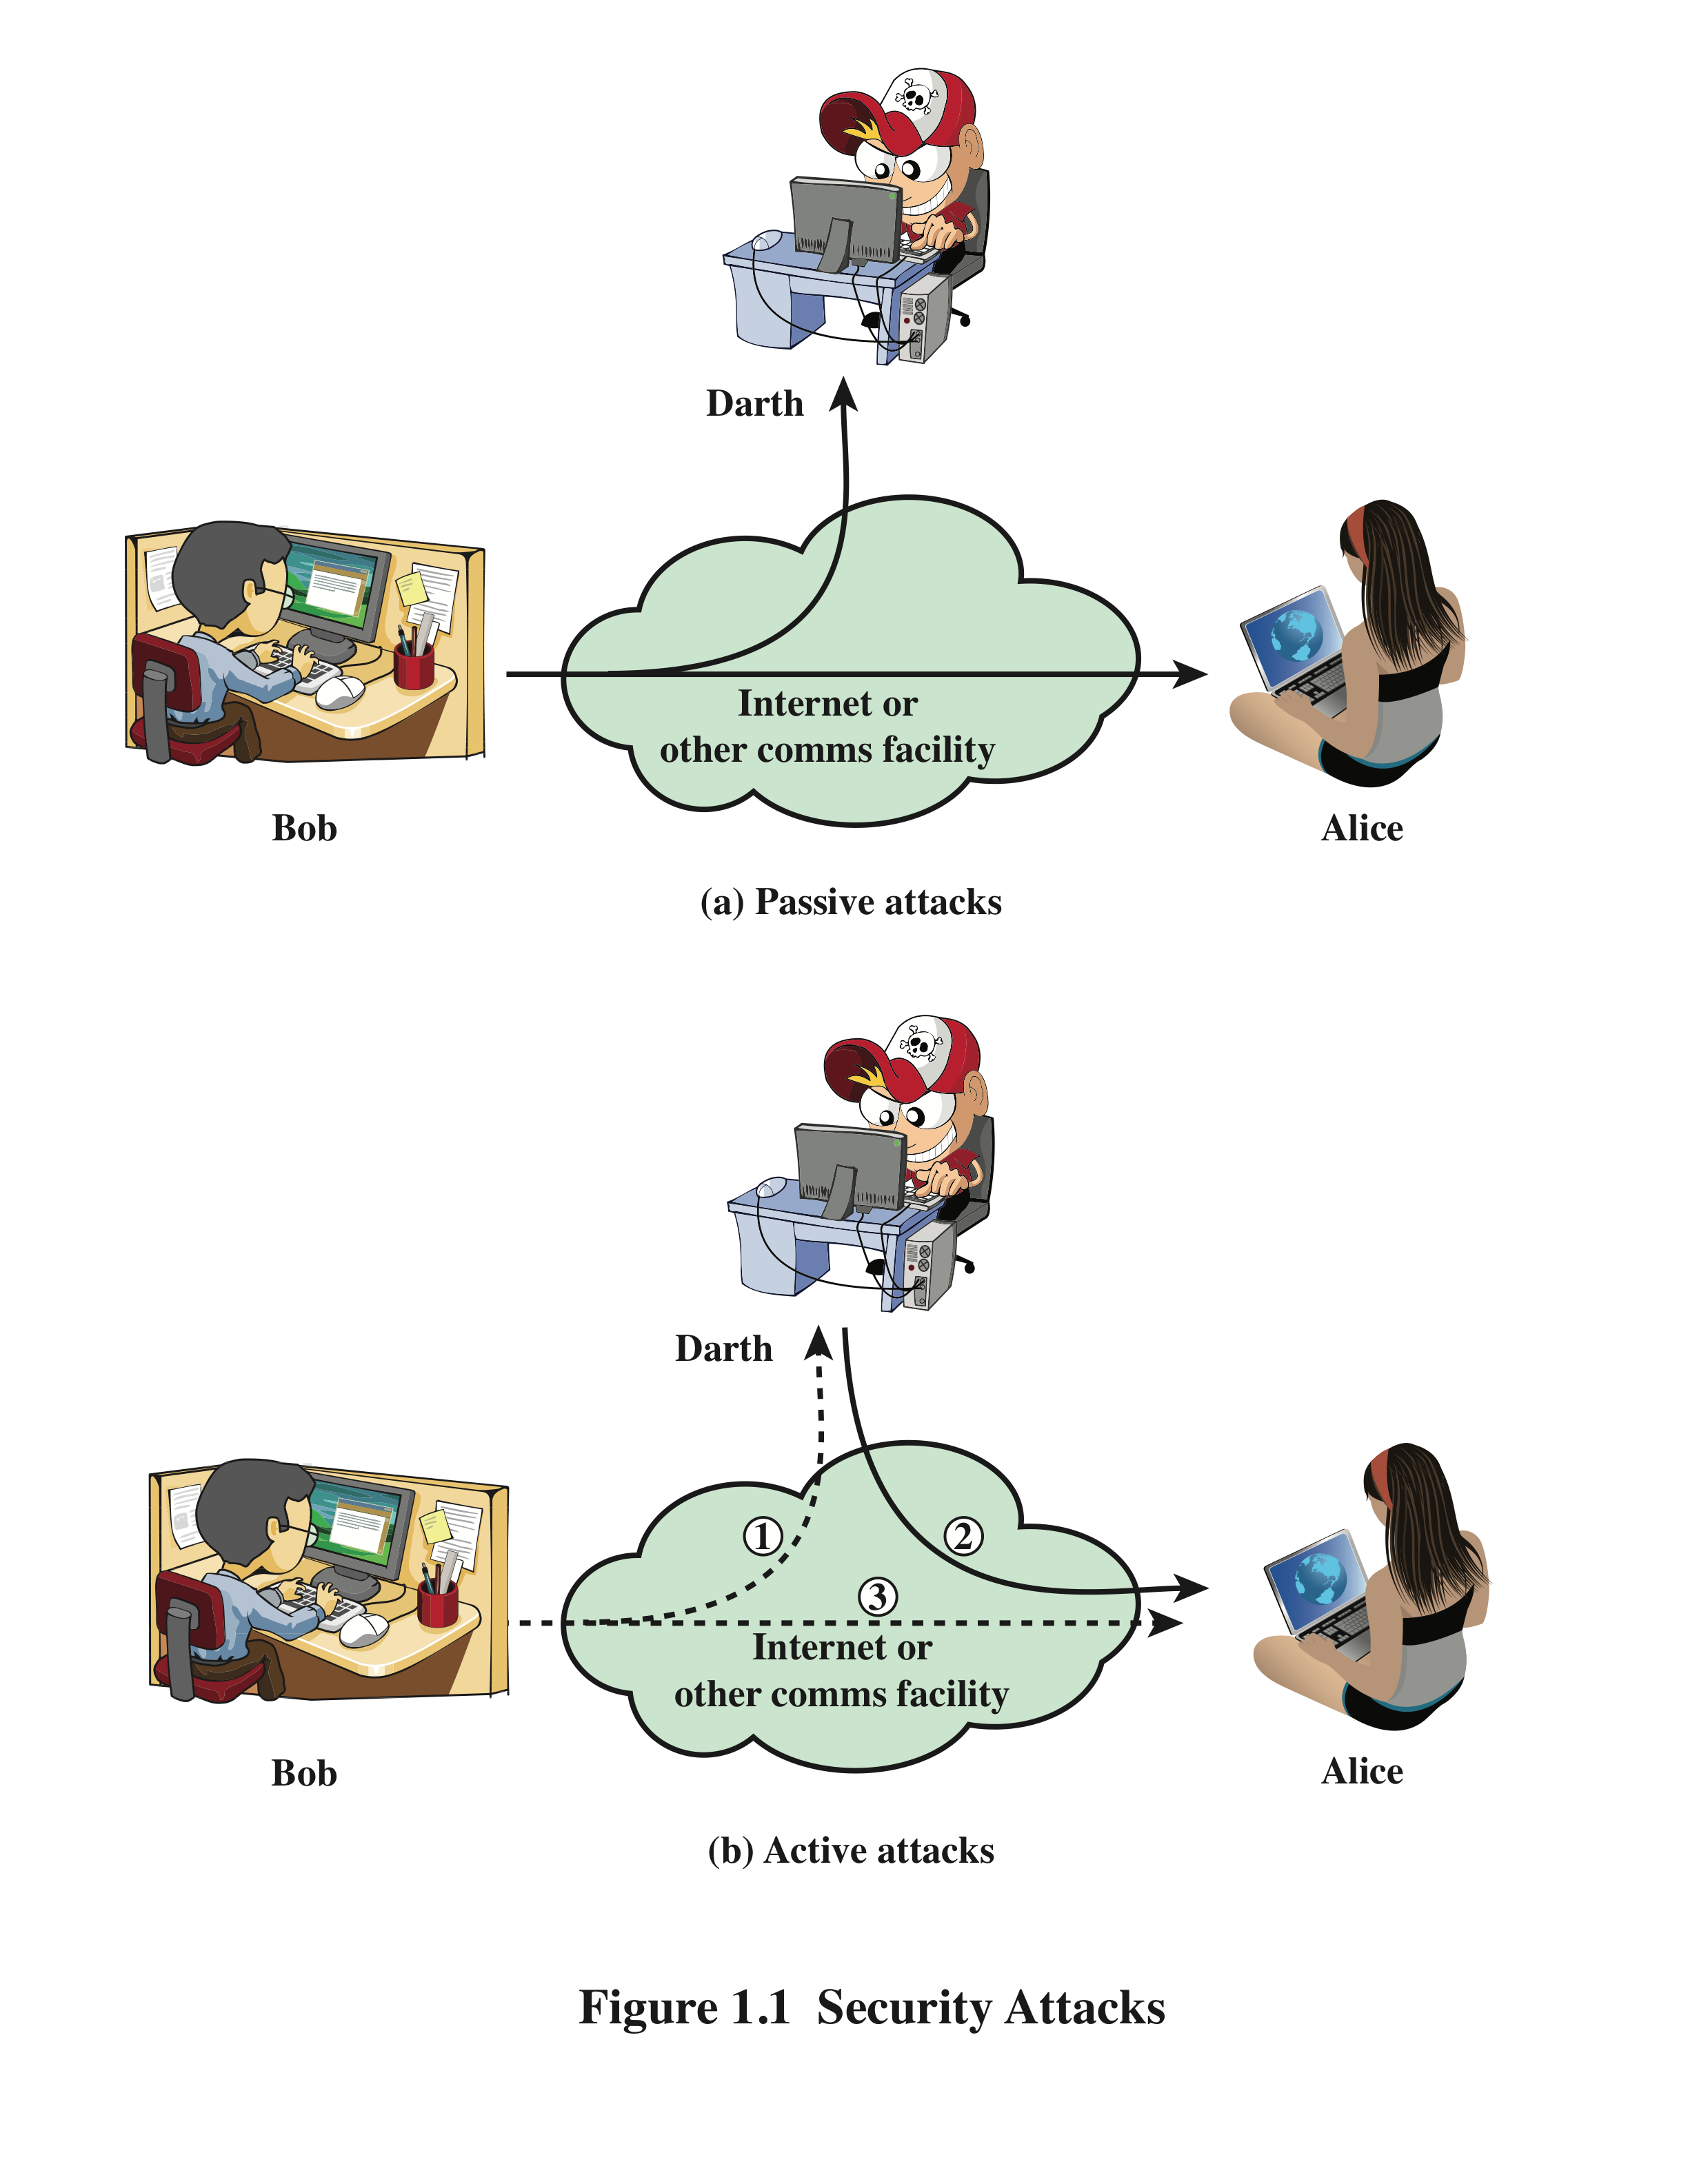 Darth
Internet or
other comms facility
Bob
Alice
(a) Passive attacks
Darth
1
2
3
Internet or
other comms facility
Bob
Alice
(b) Active attacks
Figure 1.1 Security Attacks